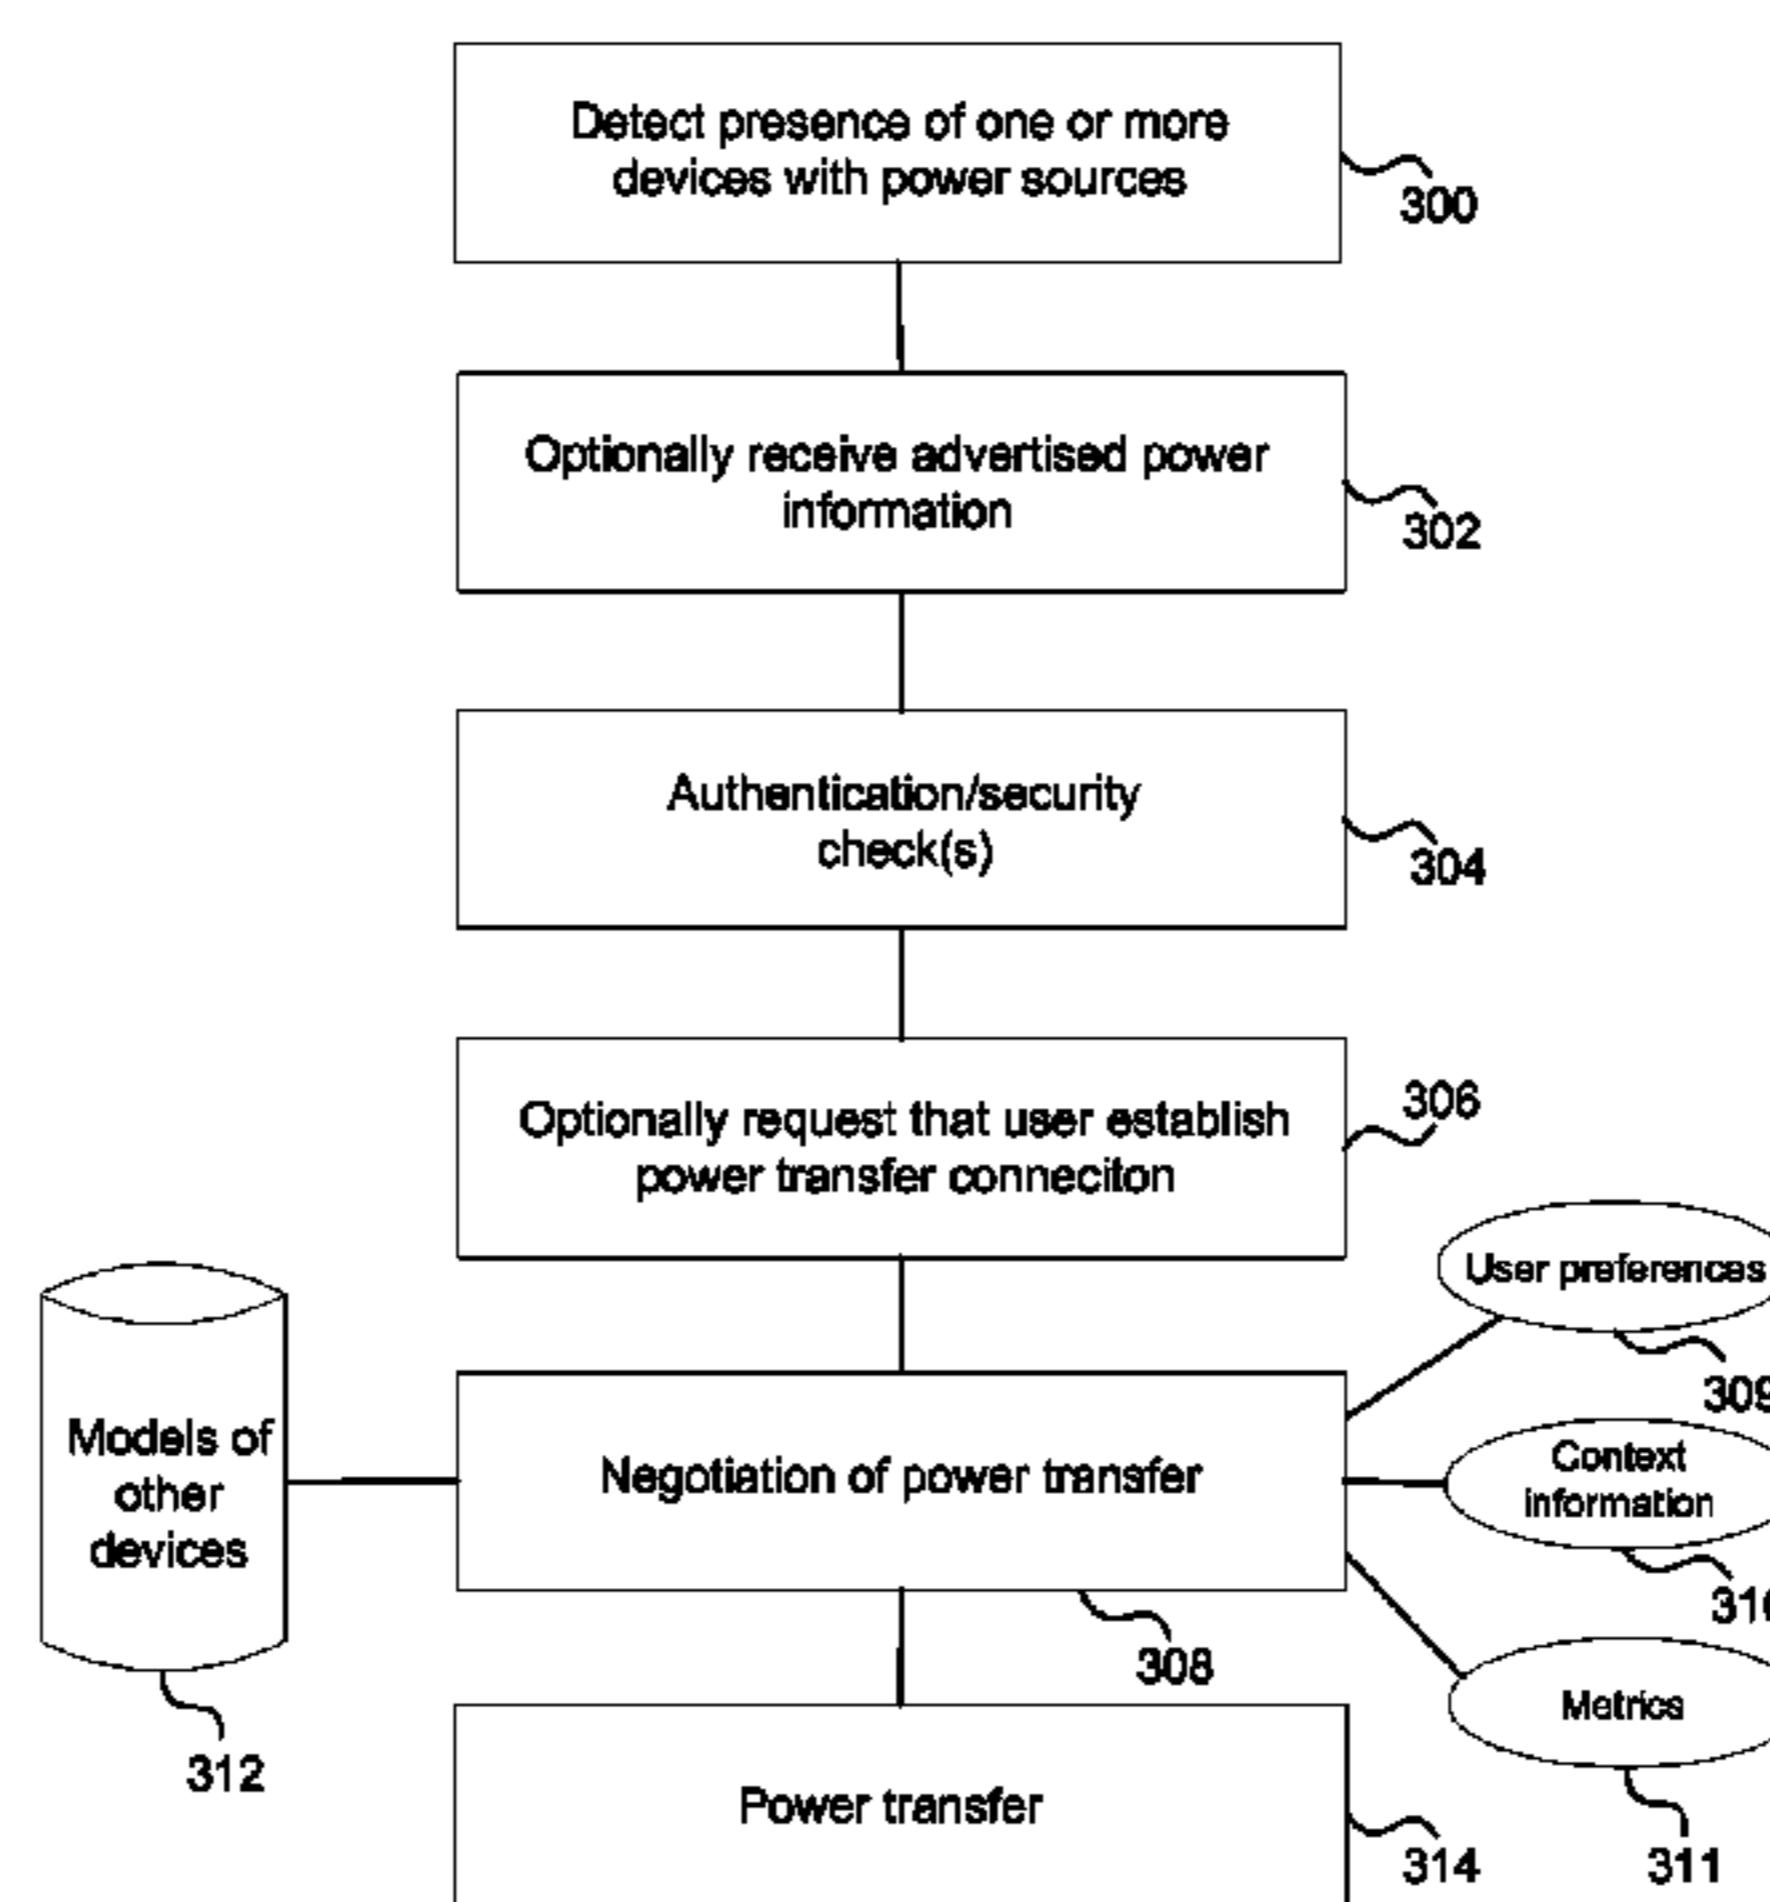 Detect presence of one or more
devices with power sources
300
Optionally receive advertised power
information
302
Authentication/security
check(s)
304
Optionally request that user establish
power transfer conneciton
306
User preferences
309
Models of
other
devices
312
Negotiation of power transfer
308
Context
information
310
Metrics
311
Power transfer
314